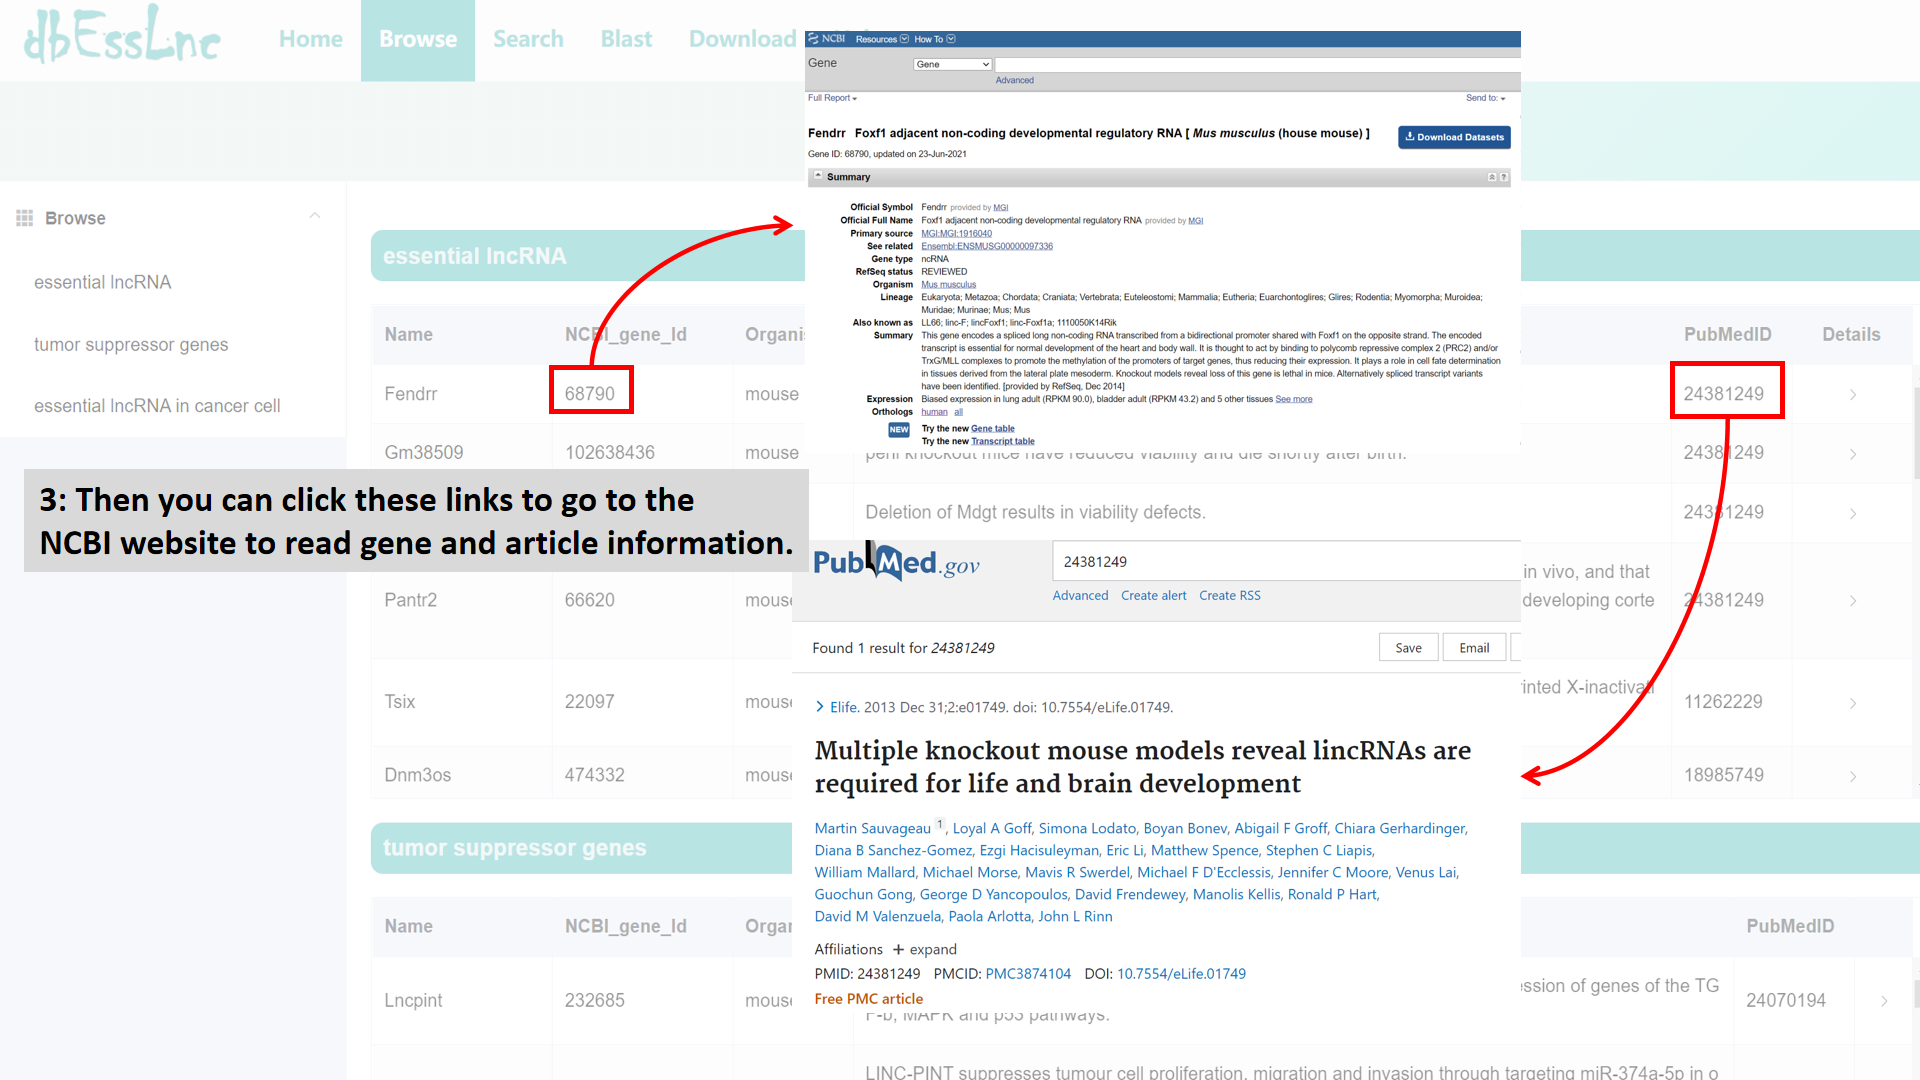 dbEssLnc
Home Browse Search Blast Download
NCBI Resources How To
Gene Gene
Advanced
Full Report Send to:
Fendrr Foxf1 adjacent non-coding developmental regulatory RNA [ Mus musculus (house mouse) ]
Download Datasets
Gene ID: 68790, updated on 23-Jun-2021
Summary
Official Symbol Fendrr provided by MGI
Official Full Name Foxf1 adjacent non-coding developmental regulatory RNA provided by MGI
Primary source MGI:MGI:1916040
See related Ensembl:ENSMUSG00000097336
Gene type ncRNA
RefSeq status REVIEWED
Organism Mus musculus
Lineage Eukaryota; Metazoa; Chordata; Craniata; Vertebrata; Euteleostomi; Mammalia; Eutheria; Euarchontoglires; Glires; Rodentia; Myomorpha; Muroidea;
Muridae; Murinae; Mus; Mus
Also known as LL66; linc-F; lincFoxf1; linc-Foxf1a; 1110050K14Rik
Summary This gene encodes a spliced long non-coding RNA transcribed from a bidirectional promoter shared with Foxf1 on the opposite strand. The encoded
transcript is essential for normal development of the heart and body wall. It is thought to act by binding to polycomb repressive complex 2 (PRC2) and/or
TrxG/MLL complexes to promote the methylation of the promoters of target genes, thus reducing their expression. It plays a role in cell fate determination
in tissues derived from the lateral plate mesoderm. Knockout models reveal loss of this gene is lethal in mice. Alternatively spliced transcript variants
have been identified. [provided by RefSeq, Dec 2014]
Expression Biased expression in lung adult (RPKM 90.0), bladder adult (RPKM 43.2) and 5 other tissues See more
Orthologs human all
NEW Try the new Gene table
Try the new Transcript table
Browse
essential lncRNA
tumor suppressor genes
essential lncRNA in cancer cell
essential lncRNA
Name NCBI_gene_Id Organis PubMedID Details
Fendrr 68790 mouse 24381249
Gm38509 102638436 mouse peril knockout mice have reduced viability and die shortly after birth. 24381249
Deletion of Mdgt results in viability defects. 24381249
3: Then you can click these links to go to the
NCBI website to read gene and article information.
Pantr2 66620 mouse in vivo, and that
developing corte 24381249
Tsix 22097 mouse inted X-inactivati 11262229
Dnm3os 474332 mouse 18985749
PubMed.gov 24381249
Advanced Create alert Create RSS
Found 1 result for 24381249 Save Email
Elife. 2013 Dec 31;2:e01749. doi: 10.7554/eLife.01749.
Multiple knockout mouse models reveal lincRNAs are
required for life and brain development
Martin Sauvageau 1, Loyal A Goff, Simona Lodato, Boyan Bonev, Abigail F Groff, Chiara Gerhardinger,
Diana B Sanchez-Gomez, Ezgi Hacisuleyman, Eric Li, Matthew Spence, Stephen C Liapis,
William Mallard, Michael Morse, Mavis R Swerdel, Michael F D'Ecclessis, Jennifer C Moore, Venus Lai,
Guochun Gong, George D Yancopoulos, David Frendewey, Manolis Kellis, Ronald P Hart,
David M Valenzuela, Paola Arlotta, John L Rinn
Affiliations + expand
PMID: 24381249 PMCID: PMC3874104 DOI: 10.7554/eLife.01749
Free PMC article
tumor suppressor genes
Name NCBI_gene_Id Organ PubMedID
Lncpint 232685 mouse ssion of genes of the TG
F-b, MAPK and p53 pathways. 24070194
LINC-PINT suppresses tumour cell proliferation, migration and invasion through targeting miR-374a-5p in o